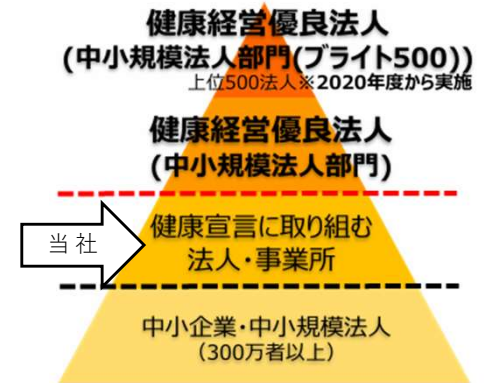 健康経営優良法人
(中小規模法人部門(ブライト500))
上位500法人※2020年度から実施
健康経営優良法人
(中小規模法人部門)
健康宣言に取り組む
法人・事業所
当社
中小企業・中小規模法人
（300万者以上）